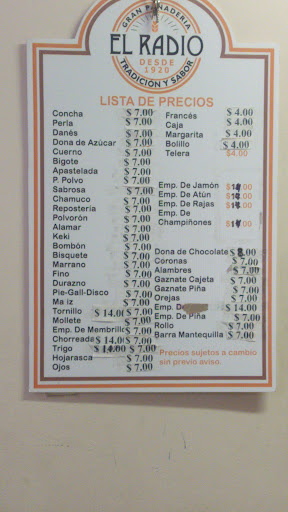 GRAN PANADERIA
EL RADIO
DESDE
1920
TRADICION Y SABOR
LISTA DE PRECIOS
Concha $ 7.00
Perla $ 7.00
Danés $ 7.00
Dona de Azúcar $ 7.00
Cuerno $ 7.00
Bigote $ 7.00
Apastelada $ 7.00
P. Polvo $ 7.00
Sabrosa $ 7.00
Chamuco $ 7.00
Repostería $ 7.00
Polvorón $ 7.00
Alamar $ 7.00
Keki $ 7.00
Bombòn $ 7.00
Bisquete $ 7.00
Marrano $ 7.00
Fino $ 7.00
Durazno $ 7.00
Pie-Gall-Disco $ 7.00
Ma iz $ 7.00
Tornillo $ 14.00 $ 7.00
Mollete $ 7.00
Emp. De Membrillo $ 7.00
Chorreada $ 14.00 $ 7.00
Trigo $ 14.00 $ 7.00
Hojarasca $ 7.00
Ojos $ 7.00
Francés $ 4.00
Caja $ 4.00
Margarita $ 4.00
Bolillo $ 4.00
Telera $4.00
Emp. De Jamón
Emp. De Atún
Emp. De Rajas
Emp. De
Champiñones
Dona de Chocolate
Coronas $ 7.00
Alambres $ 7.00
Gaznate Cajeta $ 7.00
Gaznate Piña $ 7.00
Orejas $ 7.00
Emp. De $ 14.00
Emp. De Piña $ 7.00
Rollo $ 7.00
Barra Mantequilla $ 7.00
Precios sujetos a cambio
sin previo aviso.